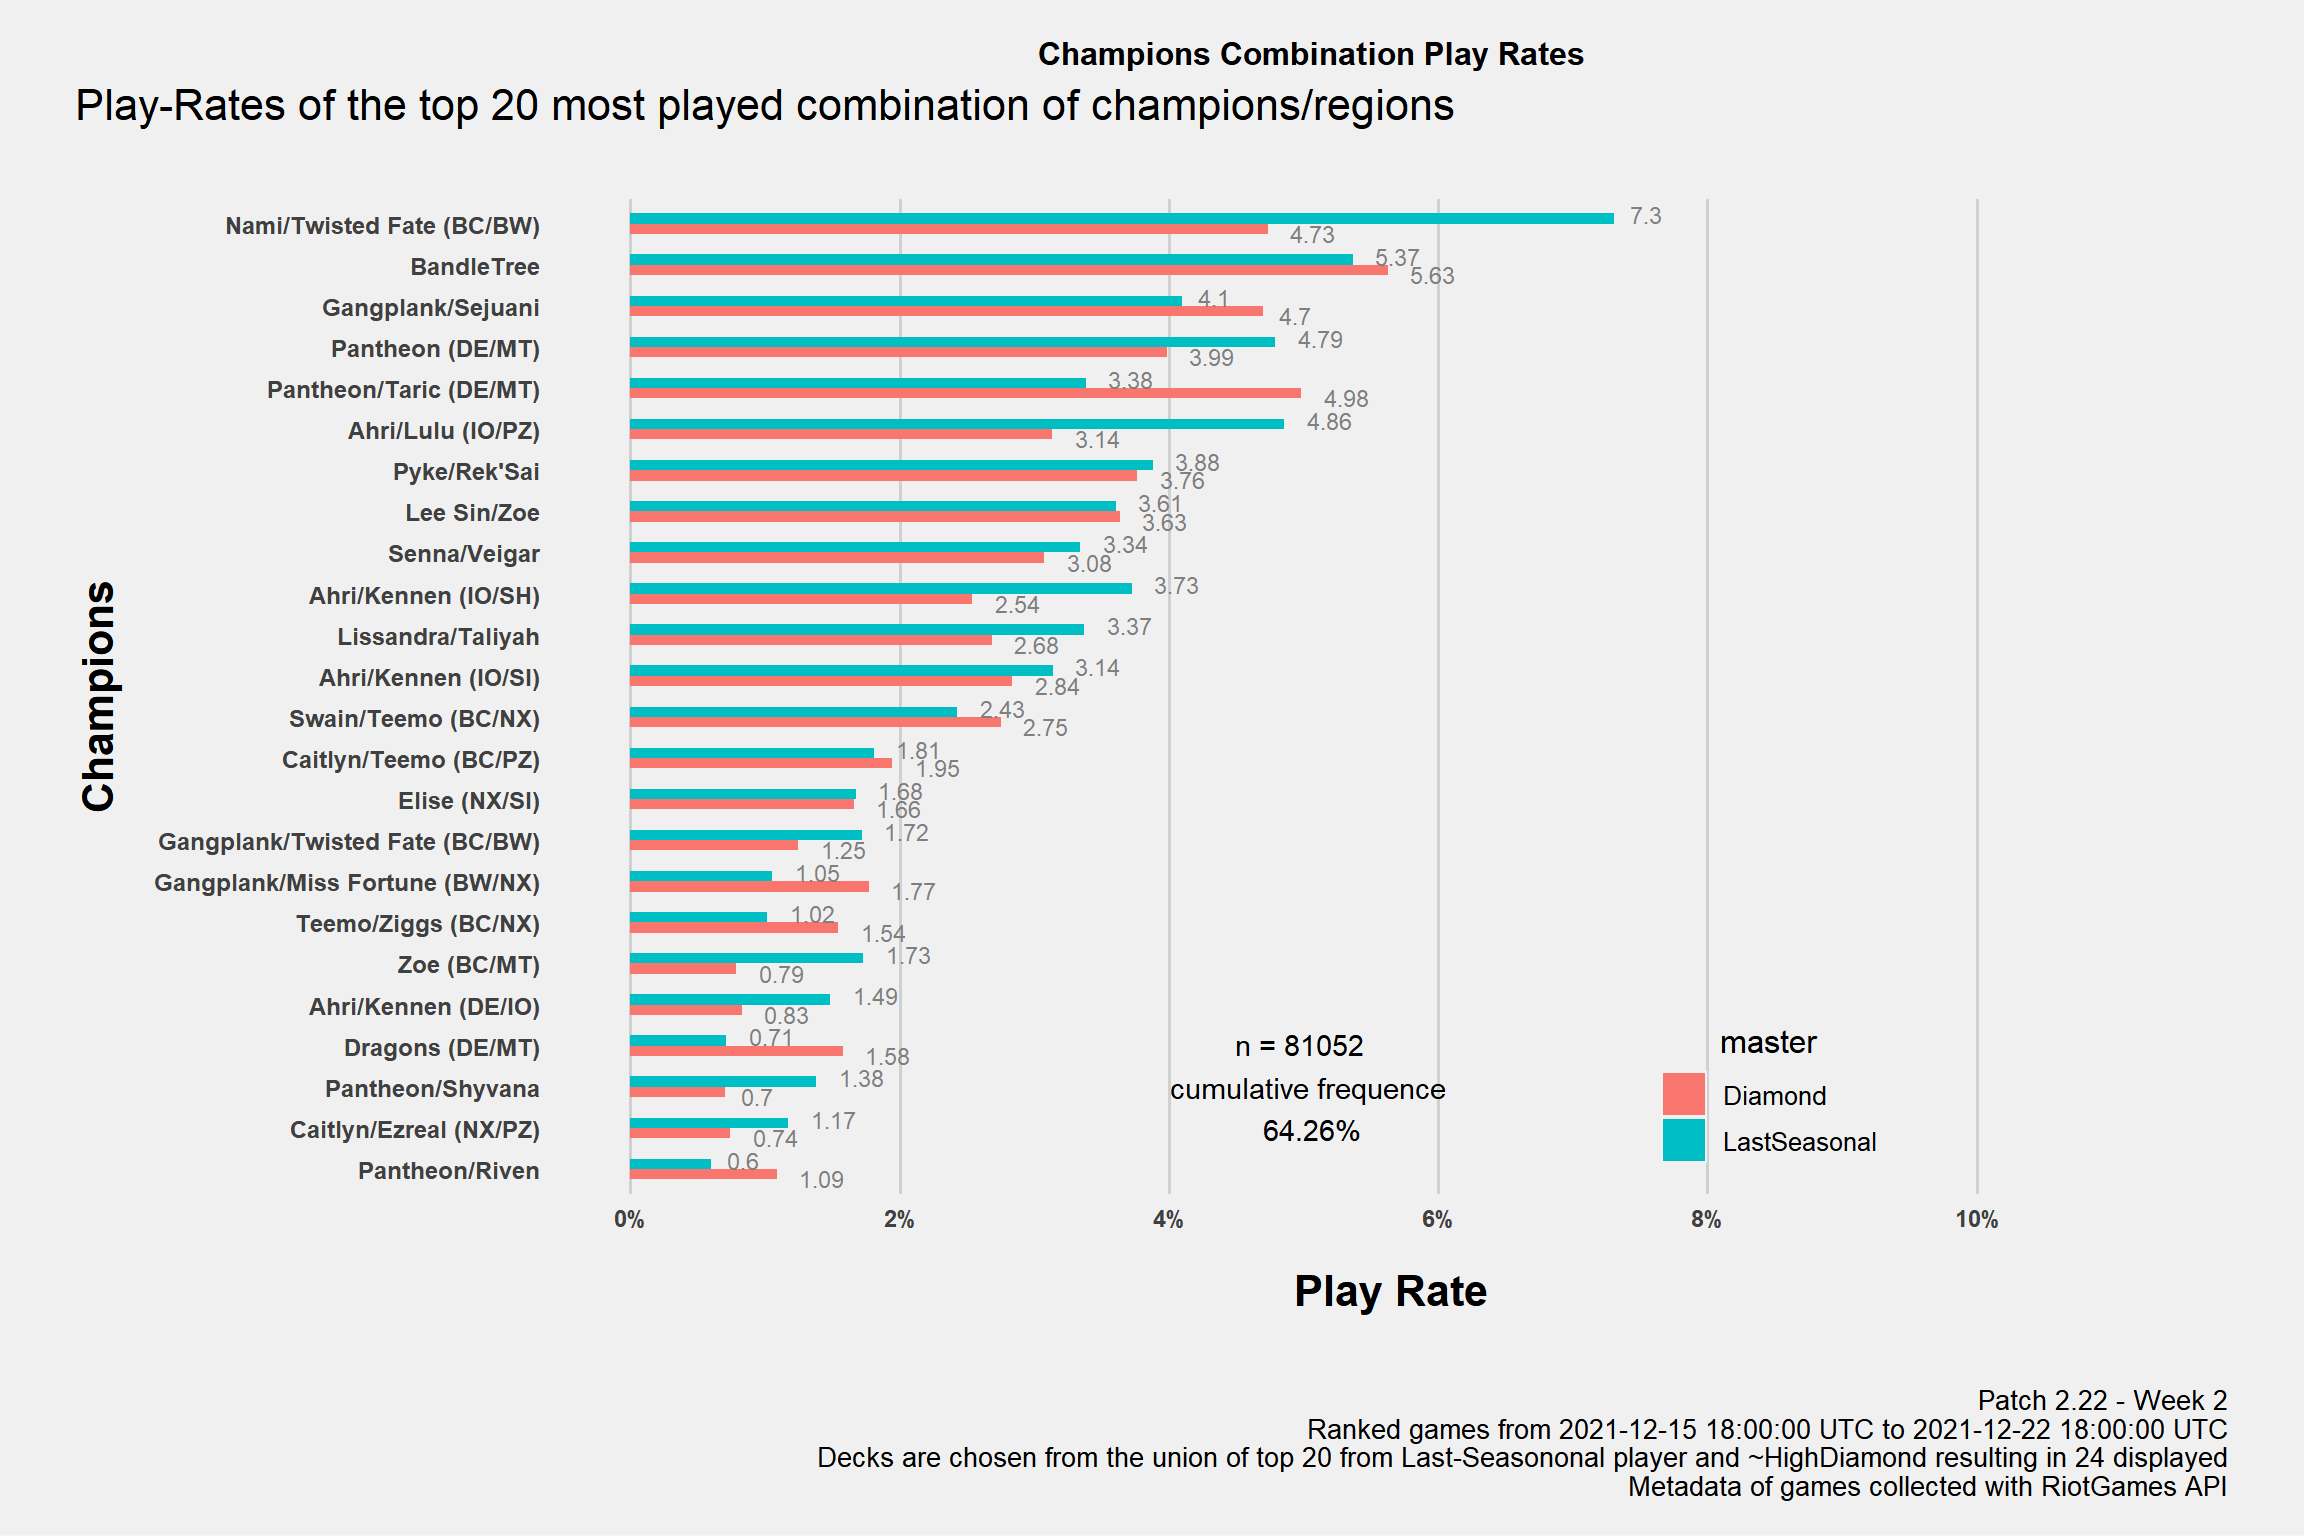 Champions Combination Play Rates
Play-Rates of the top 20 most played combination of champions/regions
Champions
Nami/Twisted Fate (BC/BW) 7.3 4.73
BandleTree 5.37 5.63
Gangplank/Sejuani 4.1 4.7
Pantheon (DE/MT) 4.79 3.99
Pantheon/Taric (DE/MT) 3.38 4.98
Ahri/Lulu (IO/PZ) 4.86 3.14
Pyke/Rek'Sai 3.88 3.76
Lee Sin/Zoe 3.61 3.63
Senna/Veigar 3.34 3.08
Ahri/Kennen (IO/SH) 3.73 2.54
Lissandra/Taliyah 3.37 2.68
Ahri/Kennen (IO/SI) 3.14 2.84
Swain/Teemo (BC/NX) 2.43 2.75
Caitlyn/Teemo (BC/PZ) 1.81 1.95
Elise (NX/SI) 1.68 1.66
Gangplank/Twisted Fate (BC/BW) 1.72 1.25
Gangplank/Miss Fortune (BW/NX) 1.05 1.77
Teemo/Ziggs (BC/NX) 1.02 1.54
Zoe (BC/MT) 1.73 0.79
Ahri/Kennen (DE/IO) 1.49 0.83
Dragons (DE/MT) 0.71 1.58
Pantheon/Shyvana 1.38 0.7
Caitlyn/Ezreal (NX/PZ) 1.17 0.74
Pantheon/Riven 0.6 1.09
n = 81052
cumulative frequence
64.26%
master
Diamond
LastSeasonal
0% 2% 4% 6% 8% 10%
Play Rate
Patch 2.22 - Week 2
Ranked games from 2021-12-15 18:00:00 UTC to 2021-12-22 18:00:00 UTC
Decks are chosen from the union of top 20 from Last-Seasononal player and ~HighDiamond resulting in 24 displayed
Metadata of games collected with RiotGames API